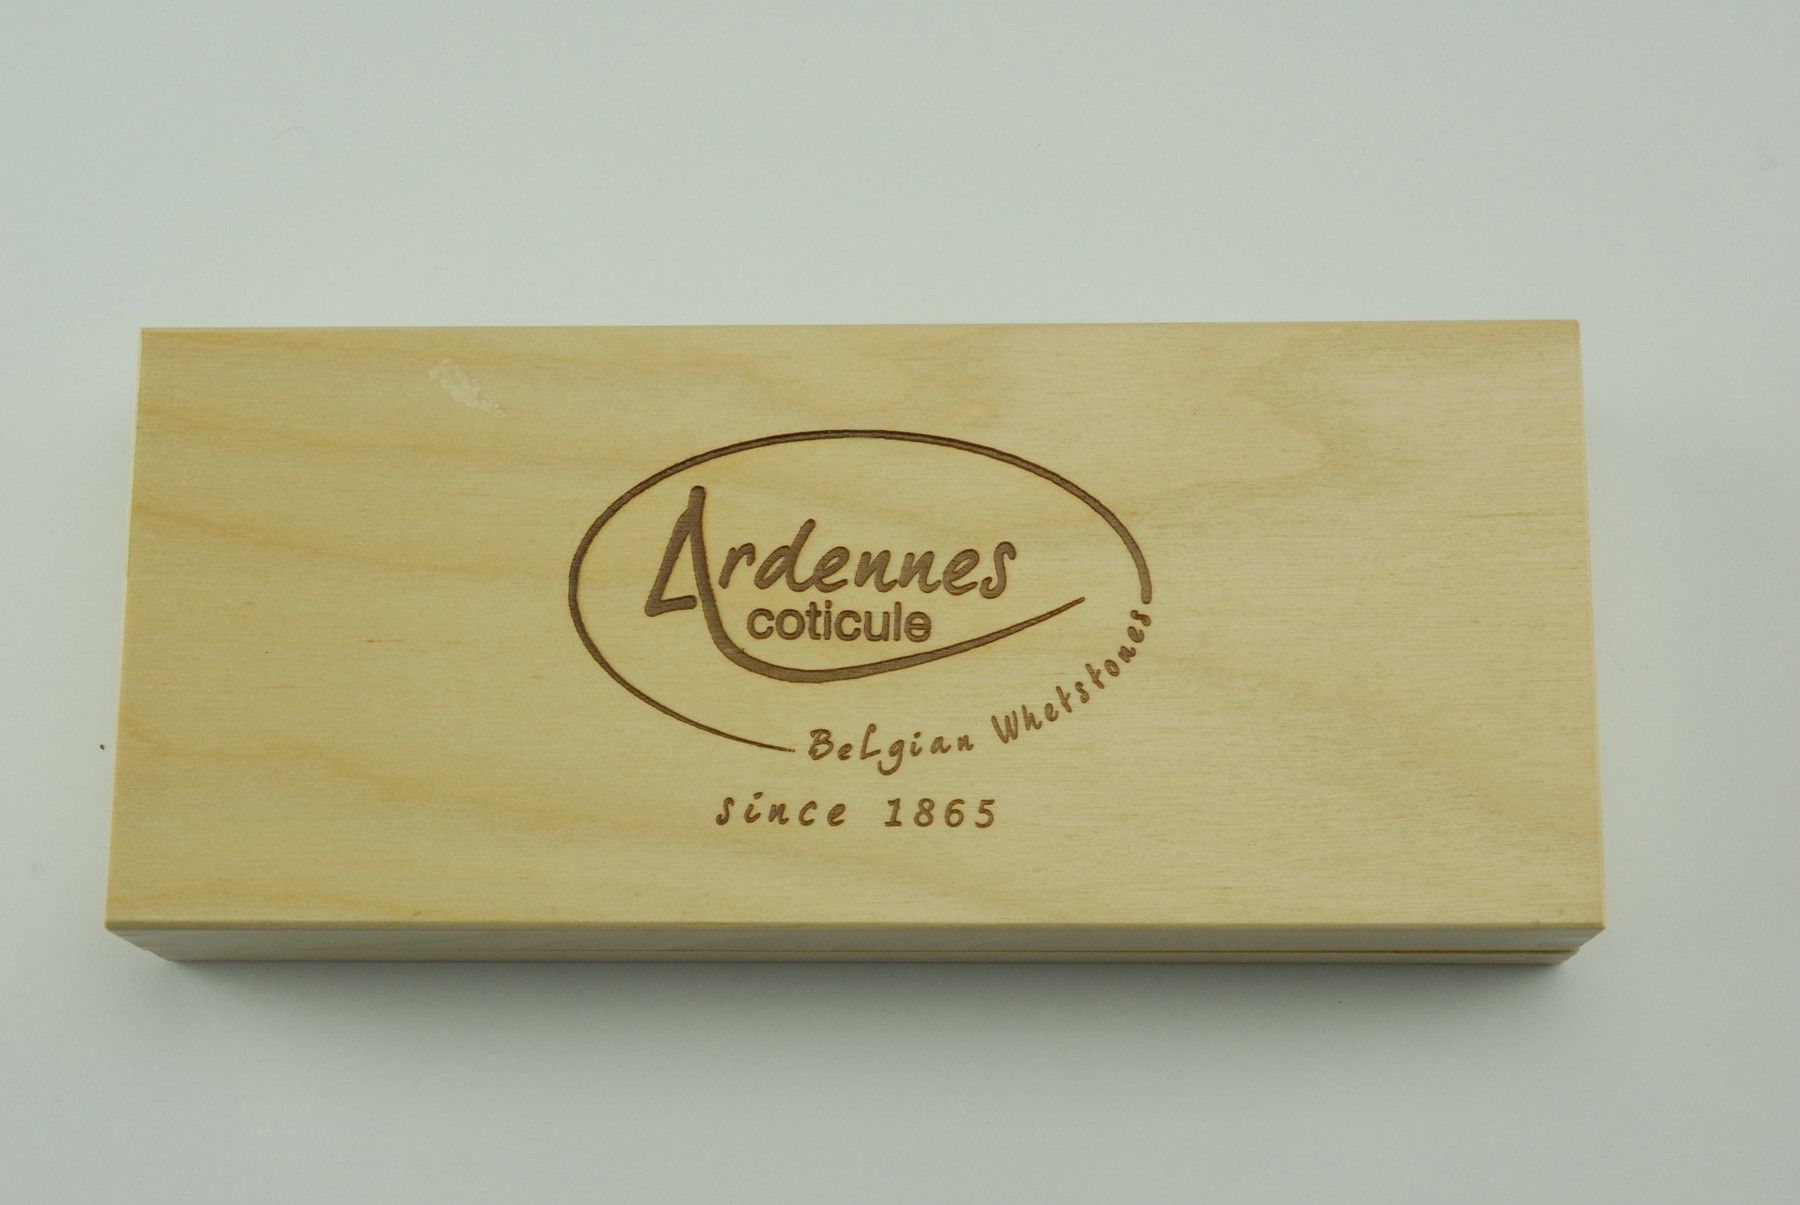 Ardennes
coticule
Belgian Whetstones
since 1865